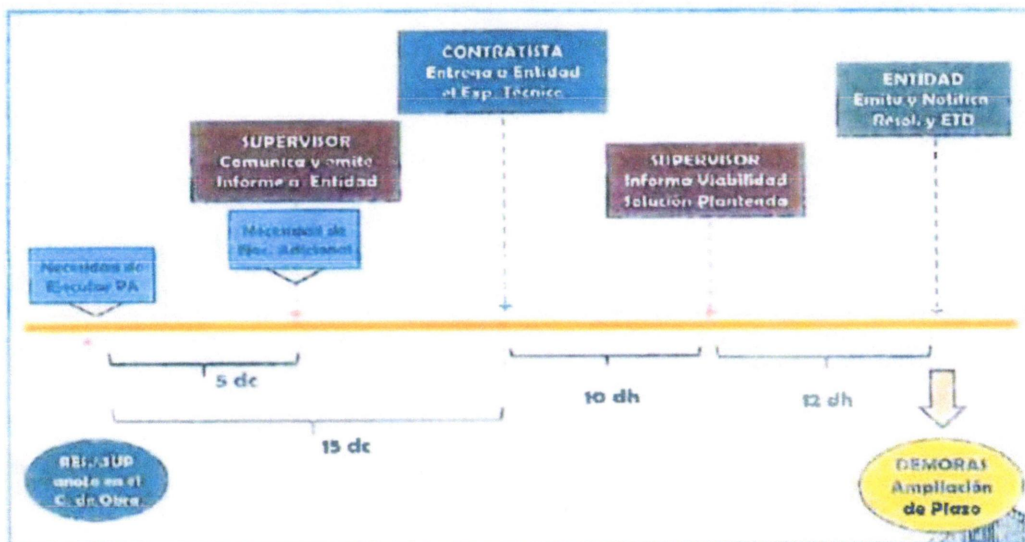 CONTRATISTA
Entrega a Entidad
el Exp. Técnico
ENTIDAD
Emite y Notifica
Resol. y ETD
SUPERVISOR
Comunica y emite
Informe a Entidad
SUPERVISOR
Informa Viabilidad
Solución Planteada
Necesidad de
Ejec. Adicional
Necesidad de
Ejecutar PA
5 dc
10 dh
12 dh
15 dc
RES./SUP
anota en el
C. de Obra
DEMORAS
Ampliación
de Plazo